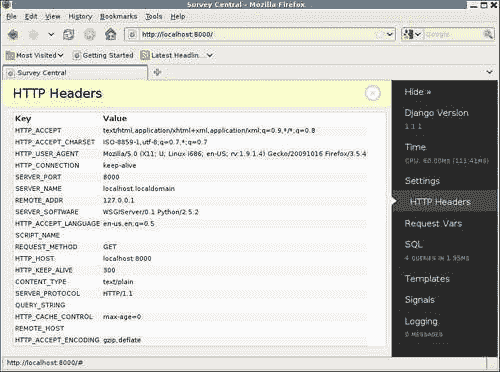 Survey Central - Mozilla Firefox
File Edit View History Bookmarks Tools Help
http://localhost:8000/
Google
Most Visited Getting Started Latest Headlin...
Survey Central
HTTP Headers
Key Value
HTTP_ACCEPT text/html,application/xhtml+xml,application/xml;q=0.9,*/*;q=0.8
HTTP_ACCEPT_CHARSET ISO-8859-1,utf-8;q=0.7,*;q=0.7
HTTP_USER_AGENT Mozilla/5.0 (X11; U; Linux i686; en-US; rv:1.9.1.4) Gecko/20091016 Firefox/3.5.4
HTTP_CONNECTION keep-alive
SERVER_PORT 8000
SERVER_NAME localhost.localdomain
REMOTE_ADDR 127.0.0.1
SERVER_SOFTWARE WSGIServer/0.1 Python/2.5.2
HTTP_ACCEPT_LANGUAGE en-us,en;q=0.5
SCRIPT_NAME
REQUEST_METHOD GET
HTTP_HOST localhost:8000
HTTP_KEEP_ALIVE 300
CONTENT_TYPE text/plain
SERVER_PROTOCOL HTTP/1.1
QUERY_STRING
HTTP_CACHE_CONTROL max-age=0
REMOTE_HOST
HTTP_ACCEPT_ENCODING gzip,deflate
Hide »
Django Version
1.1.1
Time
CPU: 60.00MS (111.41MS)
Settings
HTTP Headers
Request Vars
SQL
4 QUERIES IN 1.95MS
Templates
Signals
Logging
0 MESSAGES
http://localhost:8000/#